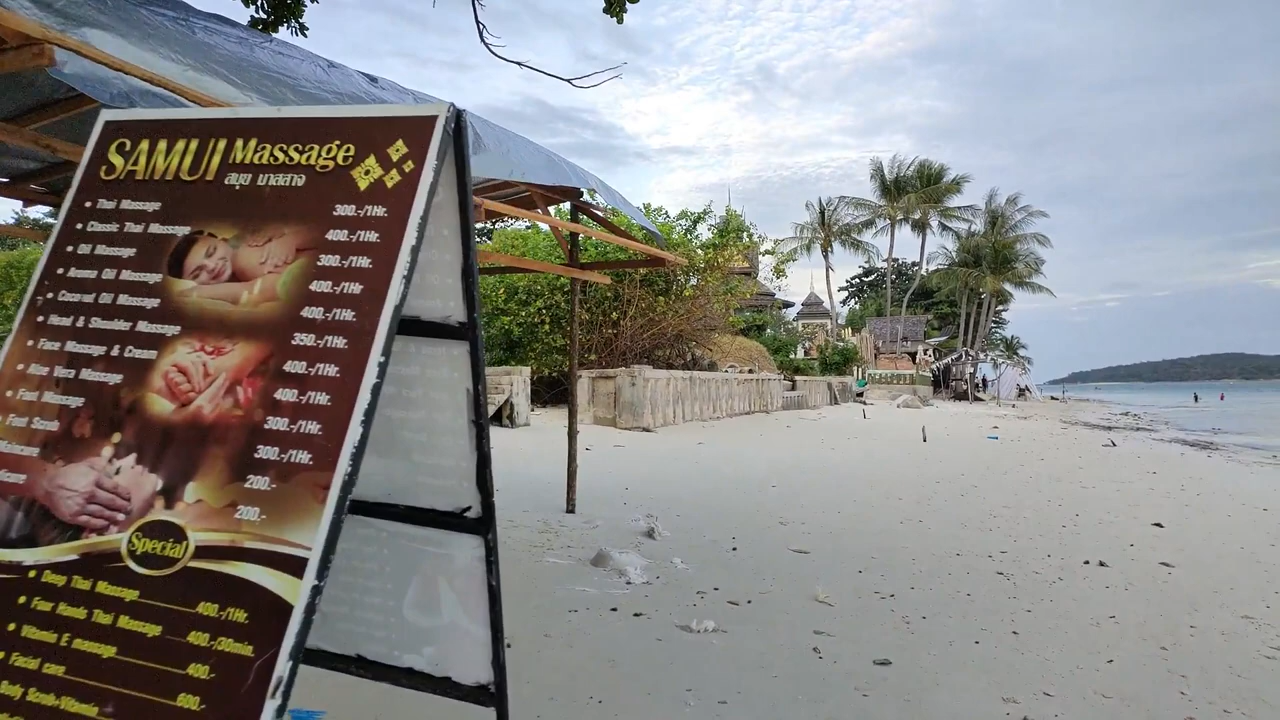 SAMUI Massage
สมุย มาสสาจ
• Thai Massage 300.-/1Hr.
• Classic Thai Massage 400.-/1Hr.
• Oil Massage 300.-/1Hr.
• Aroma Oil Massage 400.-/1Hr
• Coconut Oil Massage 400.-/1Hr.
• Head & Shoulder Massage 350.-/1Hr.
• Face Massage & Cream 400.-/1Hr.
• Aloe Vera Massage 400.-/1Hr.
• Foot Massage 300.-/1Hr.
Foot Scrub 300.-/1Hr.
200.-
200.-
Special
• Deep Thai Massage 400.-/1Hr.
• Four Hands Thai Massage 400.-/30min.
• Vitamin E massage 400.-
• Facial care 600.-
Body Scrub+Vitamin